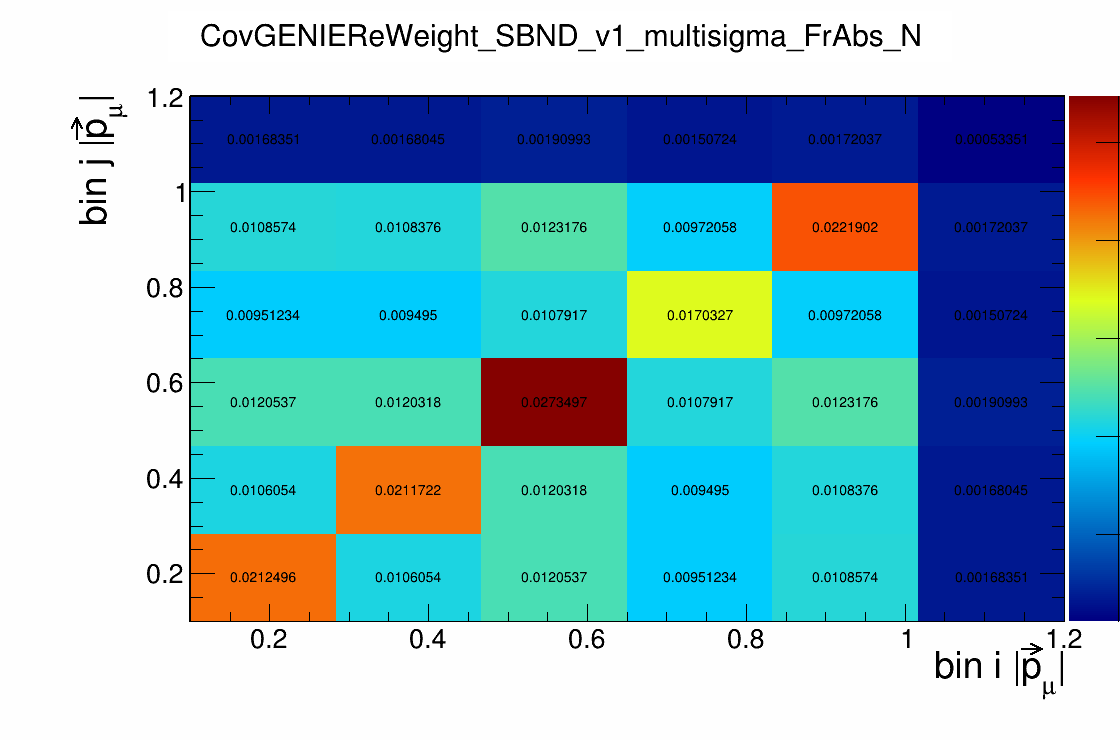 CovGENIEReWeight_SBND_v1_multisigma_FrAbs_N
bin j |p⃗μ|
1.2
0.00168351 0.00168045 0.00190993 0.00150724 0.00172037 0.00053351
1
0.0108574 0.0108376 0.0123176 0.00972058 0.0221902 0.00172037
0.8
0.00951234 0.009495 0.0107917 0.0170327 0.00972058 0.00150724
0.6
0.0120537 0.0120318 0.0273497 0.0107917 0.0123176 0.00190993
0.4
0.0106054 0.0211722 0.0120318 0.009495 0.0108376 0.00168045
0.2
0.0212496 0.0106054 0.0120537 0.00951234 0.0108574 0.00168351
0.2 0.4 0.6 0.8 1 1.2
bin i |p⃗μ|